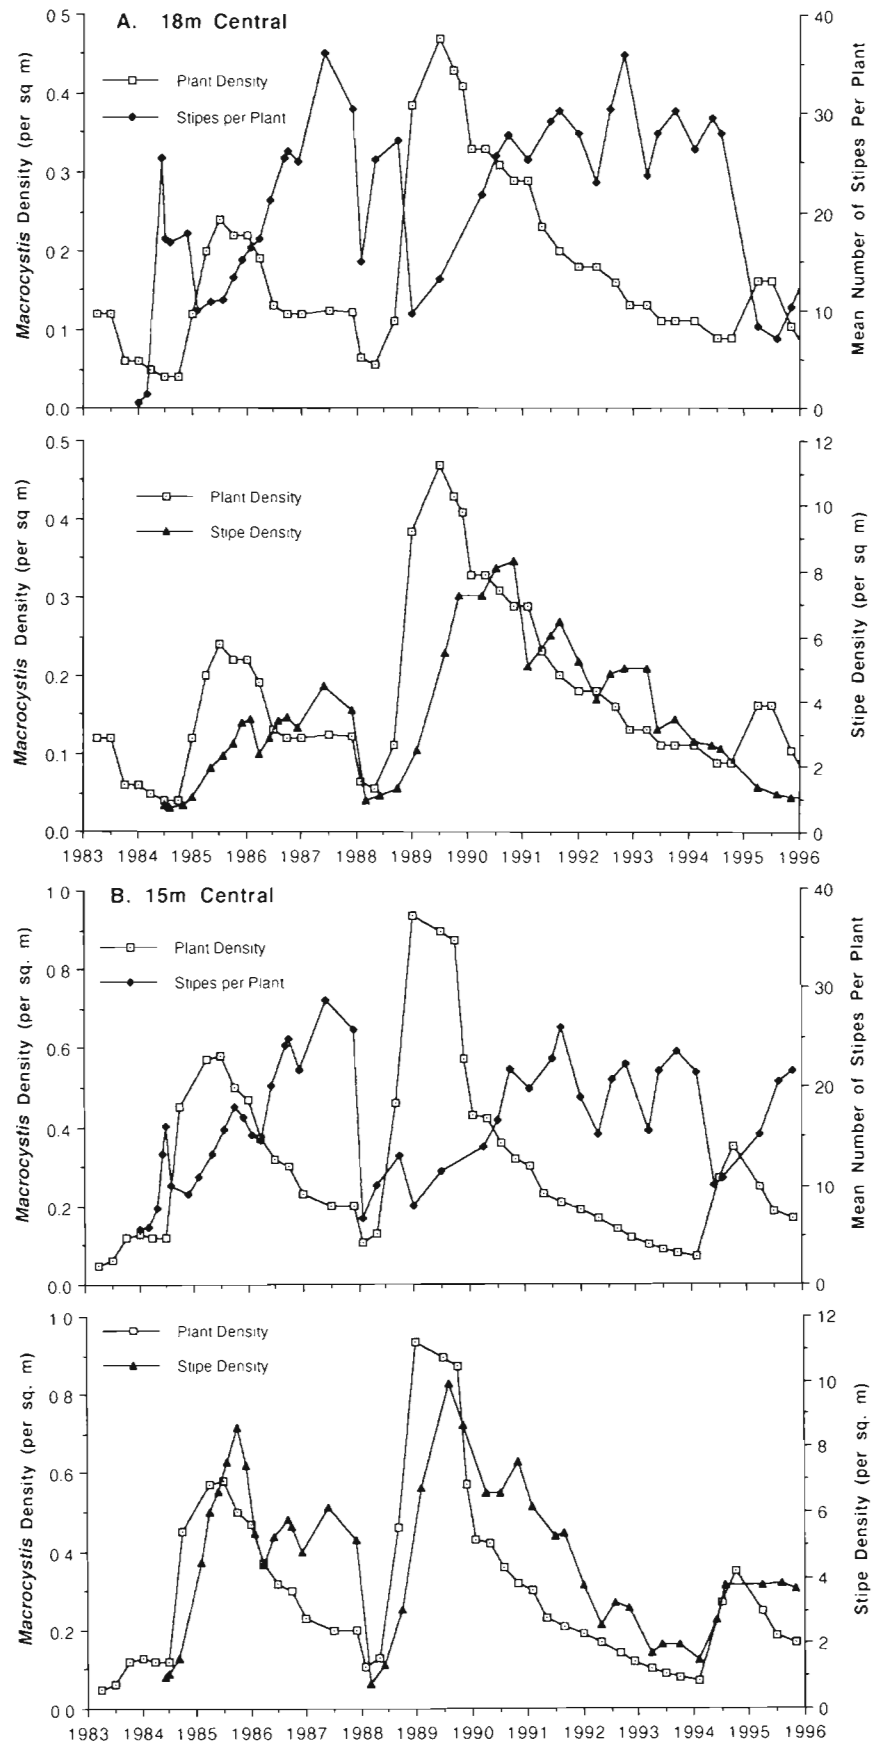 A. 18m Central
Plant Density
Stipes per Plant
Macrocystis Density (per sq m)
0 5
0.4
0.3
0 2
0 1
0.0
40
30
20
10
0
Mean Number of Stipes Per Plant
Plant Density
Stipe Density
Macrocystis Density (per sq m)
0.5
0 4
0 3
0.2
0.1
0.0
12
10
8
6
4
2
0
Stipe Density (per sq m)
1983 1984 1985 1986 1987 1988 1989 1990 1991 1992 1993 1994 1995 1996
B. 15m Central
Plant Density
Stipes per Plant
Macrocystis Density (per sq. m)
1 0
0.8
0.6
0.4
0.2
0.0
40
30
20
10
0
Mean Number of Stipes Per Plant
Plant Density
Stipe Density
Macrocystis Density (per sq. m)
1 0
0.8
0.6
0 4
0.2
0 0
12
10
8
6
4
2
0
Stipe Density (per sq. m)
1983 1984 1985 1986 1987 1988 1989 1990 1991 1992 1993 1994 1995 1996